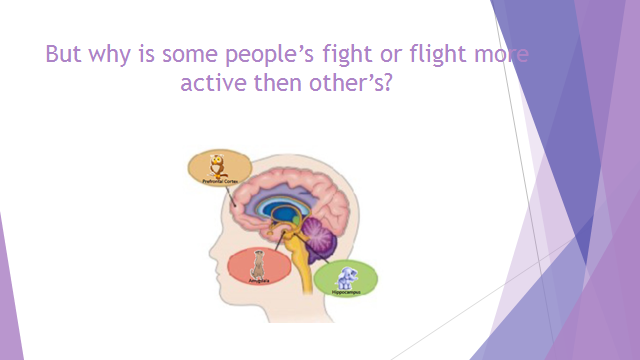 But why is some people's fight or flight more
active then other's?
Prefrontal Cortex
Amygdala
Hippocampus